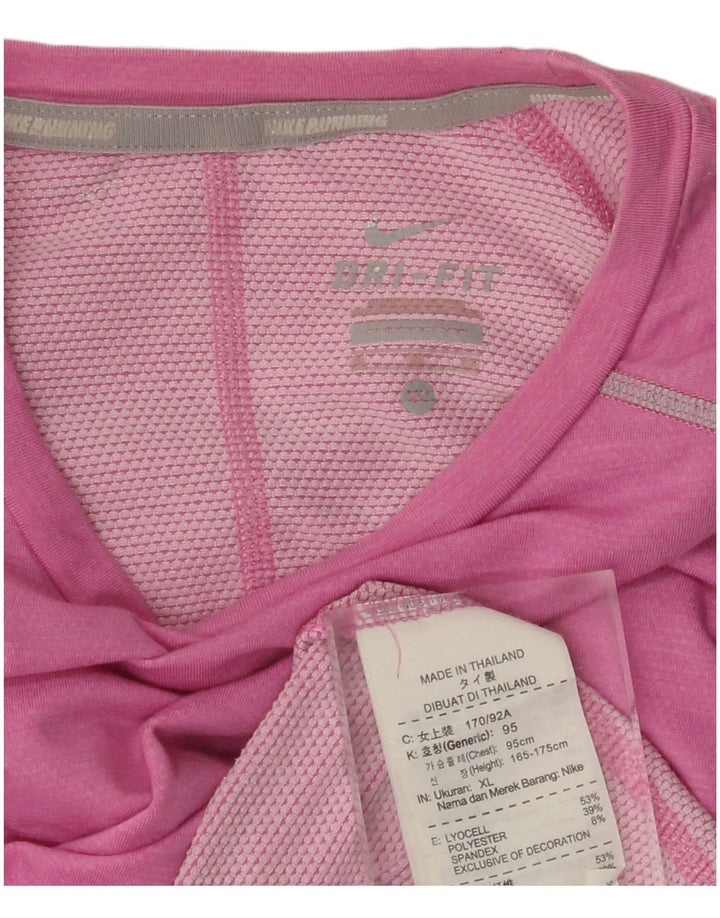 NIKE RUNNING
NIKE RUNNING
DRI-FIT
MADE IN THAILAND
タイ製
DIBUAT DI THAILAND
C: 女上装 170/92A
K: 호칭(Generic): 95
가슴둘레(Chest): 95cm
신 장(Height): 165-175cm
IN: Ukuran: XL
Nama dan Merek Barang: Nike
E: LYOCELL 53%
POLYESTER 39%
SPANDEX 8%
EXCLUSIVE OF DECORATION
53%